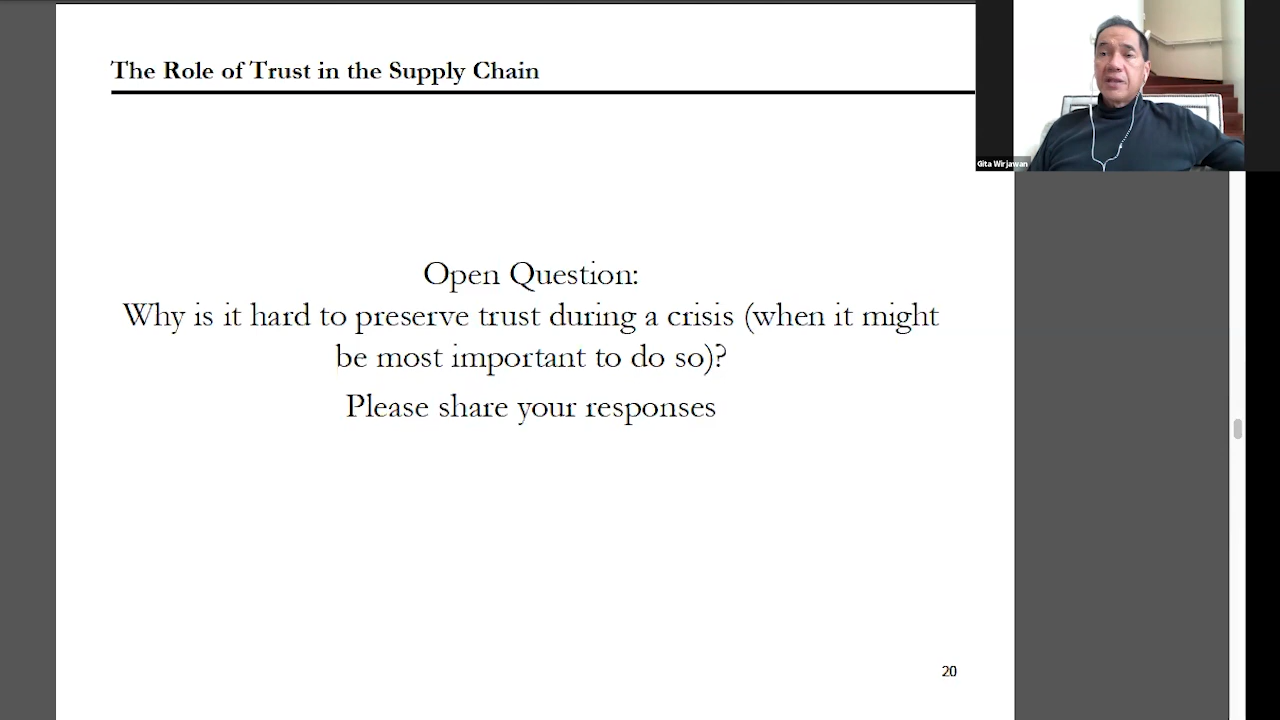 The Role of Trust in the Supply Chain
Gita Wirjawan
Open Question:
Why is it hard to preserve trust during a crisis (when it might
be most important to do so)?
Please share your responses
20